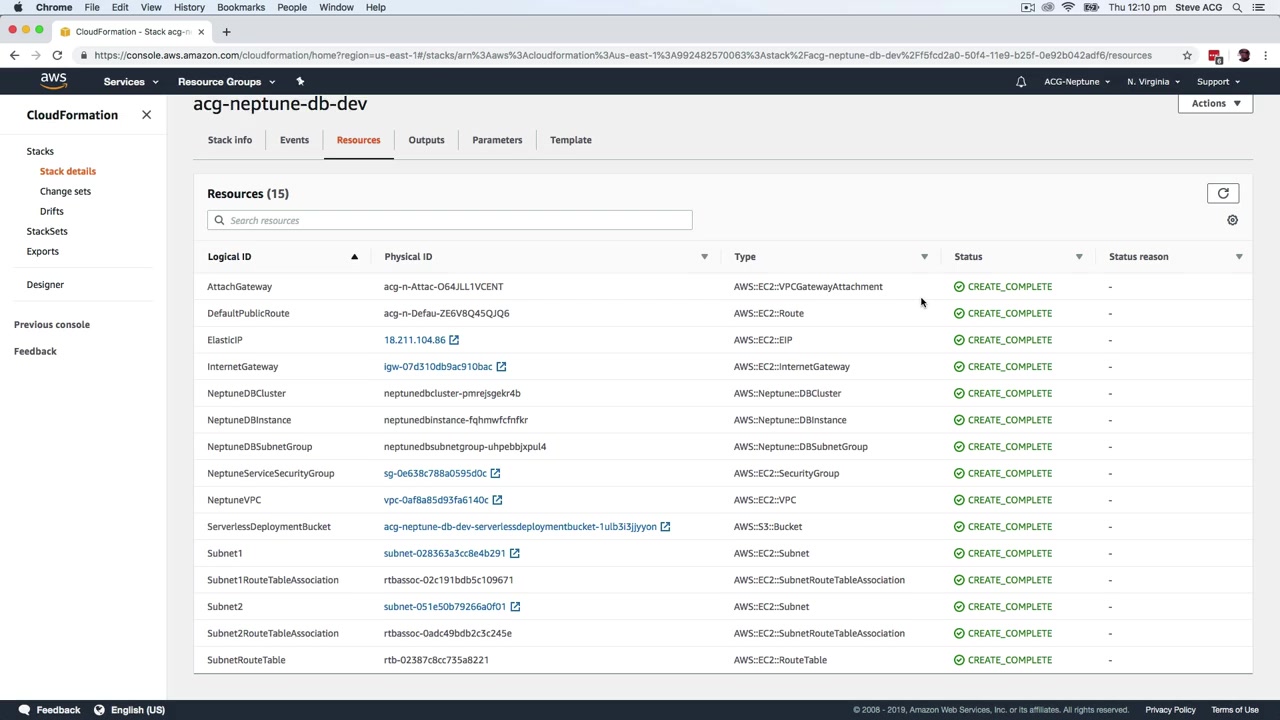 Chrome File Edit View History Bookmarks People Window Help Thu 12:10 pm Steve ACG
CloudFormation - Stack acg-n
https://console.aws.amazon.com/cloudformation/home?region=us-east-1#/stacks/arn%3Aaws%3Acloudformation%3Aus-east-1%3A992482570063%3Astack%2Facg-neptune-db-dev%2Ff5fcd2a0-50f4-11e9-b25f-0e92b042adf6/resources
aws Services Resource Groups ACG-Neptune N. Virginia Support
CloudFormation
Stacks
Stack details
Change sets
Drifts
StackSets
Exports
Designer
Previous console
Feedback
acg-neptune-db-dev
Actions
Stack info Events Resources Outputs Parameters Template
Resources (15)
Search resources
Logical ID Physical ID Type Status Status reason
AttachGateway acg-n-Attac-O64JLL1VCENT AWS::EC2::VPCGatewayAttachment CREATE_COMPLETE -
DefaultPublicRoute acg-n-Defau-ZE6V8Q45QJQ6 AWS::EC2::Route CREATE_COMPLETE -
ElasticIP 18.211.104.86 AWS::EC2::EIP CREATE_COMPLETE -
InternetGateway igw-07d310db9ac910bac AWS::EC2::InternetGateway CREATE_COMPLETE -
NeptuneDBCluster neptunedbcluster-pmrejsgekr4b AWS::Neptune::DBCluster CREATE_COMPLETE -
NeptuneDBInstance neptunedbinstance-fqhmwfcfnfkr AWS::Neptune::DBInstance CREATE_COMPLETE -
NeptuneDBSubnetGroup neptunedbsubnetgroup-uhpebbjxpul4 AWS::Neptune::DBSubnetGroup CREATE_COMPLETE -
NeptuneServiceSecurityGroup sg-0e638c788a0595d0c AWS::EC2::SecurityGroup CREATE_COMPLETE -
NeptuneVPC vpc-0af8a85d93fa6140c AWS::EC2::VPC CREATE_COMPLETE -
ServerlessDeploymentBucket acg-neptune-db-dev-serverlessdeploymentbucket-1ulb3i3jjyyon AWS::S3::Bucket CREATE_COMPLETE -
Subnet1 subnet-028363a3cc8e4b291 AWS::EC2::Subnet CREATE_COMPLETE -
Subnet1RouteTableAssociation rtbassoc-02c191bdb5c109671 AWS::EC2::SubnetRouteTableAssociation CREATE_COMPLETE -
Subnet2 subnet-051e50b79266a0f01 AWS::EC2::Subnet CREATE_COMPLETE -
Subnet2RouteTableAssociation rtbassoc-0adc49bdb2c3c245e AWS::EC2::SubnetRouteTableAssociation CREATE_COMPLETE -
SubnetRouteTable rtb-02387c8cc735a8221 AWS::EC2::RouteTable CREATE_COMPLETE -
Feedback English (US) © 2008 - 2019, Amazon Web Services, Inc. or its affiliates. All rights reserved. Privacy Policy Terms of Use